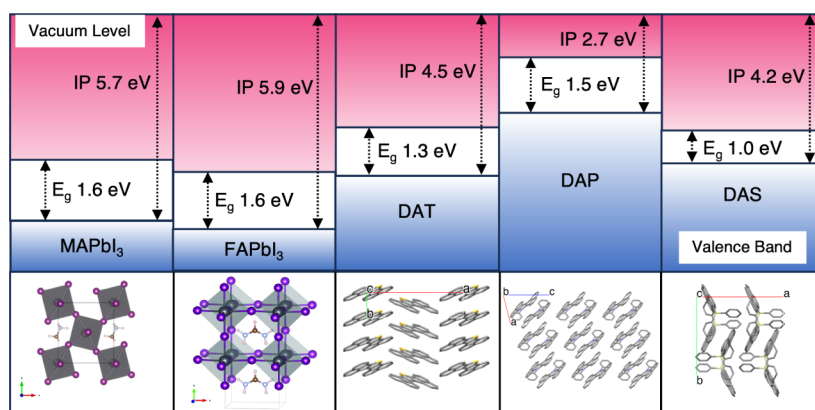 Vacuum Level
IP 5.7 eV
E_g 1.6 eV
MAPbI₃
IP 5.9 eV
E_g 1.6 eV
FAPbI₃
IP 4.5 eV
E_g 1.3 eV
DAT
IP 2.7 eV
E_g 1.5 eV
DAP
IP 4.2 eV
E_g 1.0 eV
DAS
Valence Band
c a
b
b c
a
c a
b